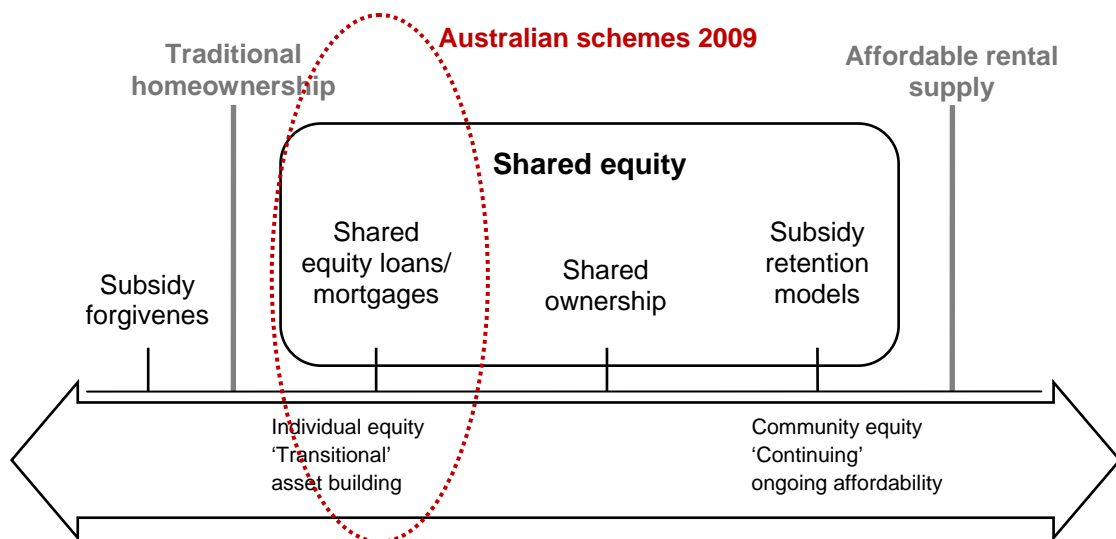 Australian schemes 2009
Traditional
homeownership
Affordable rental
supply
Shared equity
Subsidy
forgivenes
Shared
equity loans/
mortgages
Shared
ownership
Subsidy
retention
models
Individual equity
‘Transitional’
asset building
Community equity
‘Continuing’
ongoing affordability